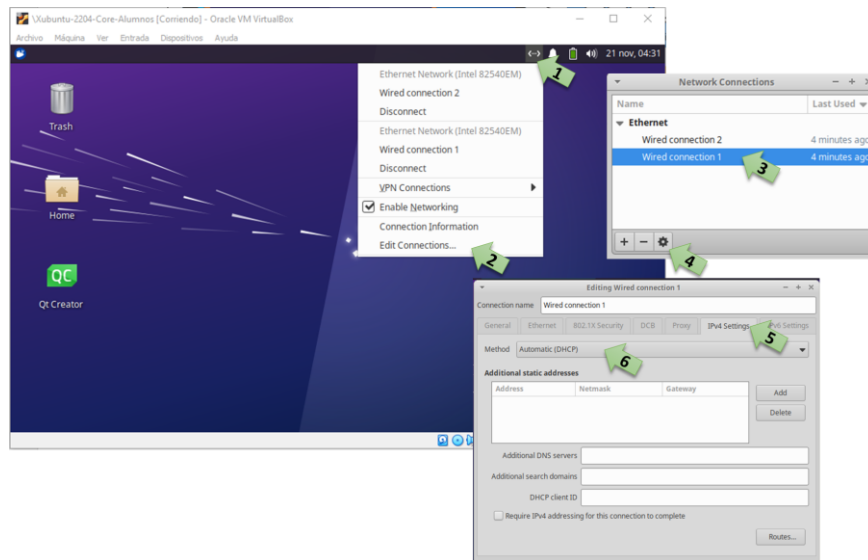 \Xubuntu-2204-Core-Alumnos [Corriendo] - Oracle VM VirtualBox
Archivo Máquina Ver Entrada Dispositivos Ayuda
21 nov, 04:31
1
Trash
Home
QC
Qt Creator
Ethernet Network (Intel 82540EM)
Wired connection 2
Disconnect
Ethernet Network (Intel 82540EM)
Wired connection 1
Disconnect
VPN Connections
Enable Networking
Connection Information
Edit Connections...
2
Network Connections
Name Last Used
Ethernet
Wired connection 2 4 minutes ago
Wired connection 1 4 minutes ago
3
4
Editing Wired connection 1
Connection name Wired connection 1
General Ethernet 802.1X Security DCB Proxy IPv4 Settings IPv6 Settings
5
Method Automatic (DHCP)
6
Additional static addresses
Address Netmask Gateway
Add
Delete
Additional DNS servers
Additional search domains
DHCP client ID
Require IPv4 addressing for this connection to complete
Routes...